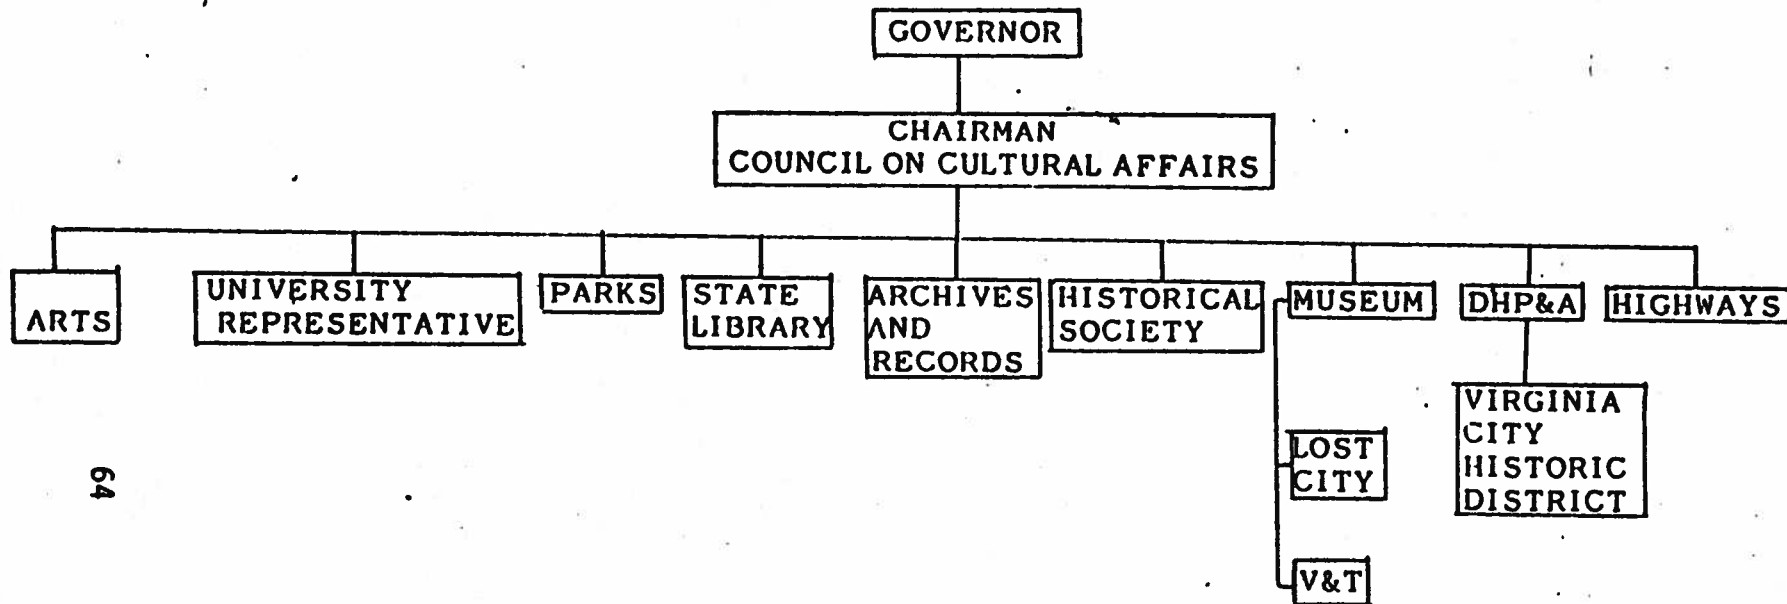 GOVERNOR
CHAIRMAN
COUNCIL ON CULTURAL AFFAIRS
ARTS
UNIVERSITY
REPRESENTATIVE
PARKS
STATE
LIBRARY
ARCHIVES
AND
RECORDS
HISTORICAL
SOCIETY
MUSEUM
DHP&A
HIGHWAYS
LOST
CITY
V&T
VIRGINIA
CITY
HISTORIC
DISTRICT
64